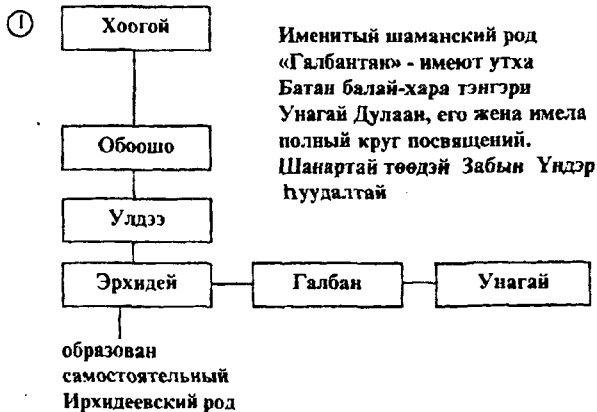 1
Хоогой
Именитый шаманский род
«Галбантан» - имеют утха
Батан балай-хара тэнгэри
Унагай Дулаан, его жена имела
полный круг посвящений.
Шанартай төөдэй Забын Үндэр
Һуудалтай
Обоошо
Улдээ
Эрхидей
Галбан
Унагай
образован
самостоятельный
Ирхидеевский род